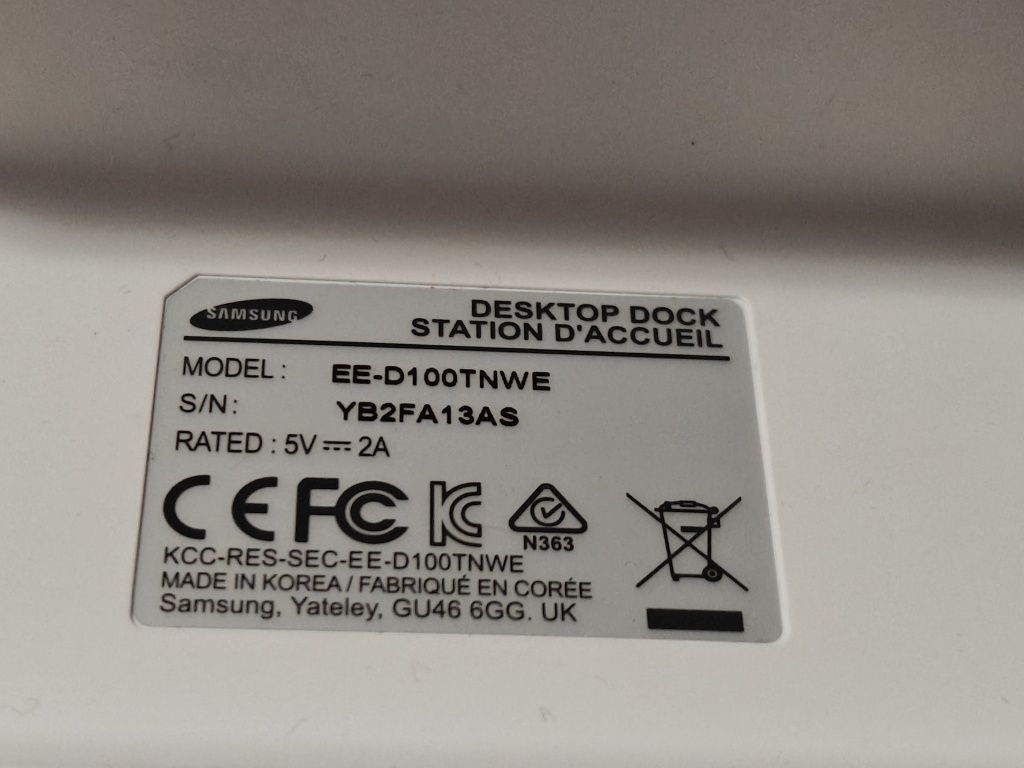 SAMSUNG
DESKTOP DOCK
STATION D'ACCUEIL
MODEL : EE-D100TNWE
S/N : YB2FA13AS
RATED : 5V ⎓ 2A
CE FC KC
N363
KCC-RES-SEC-EE-D100TNWE
MADE IN KOREA / FABRIQUÉ EN CORÉE
Samsung, Yateley, GU46 6GG. UK